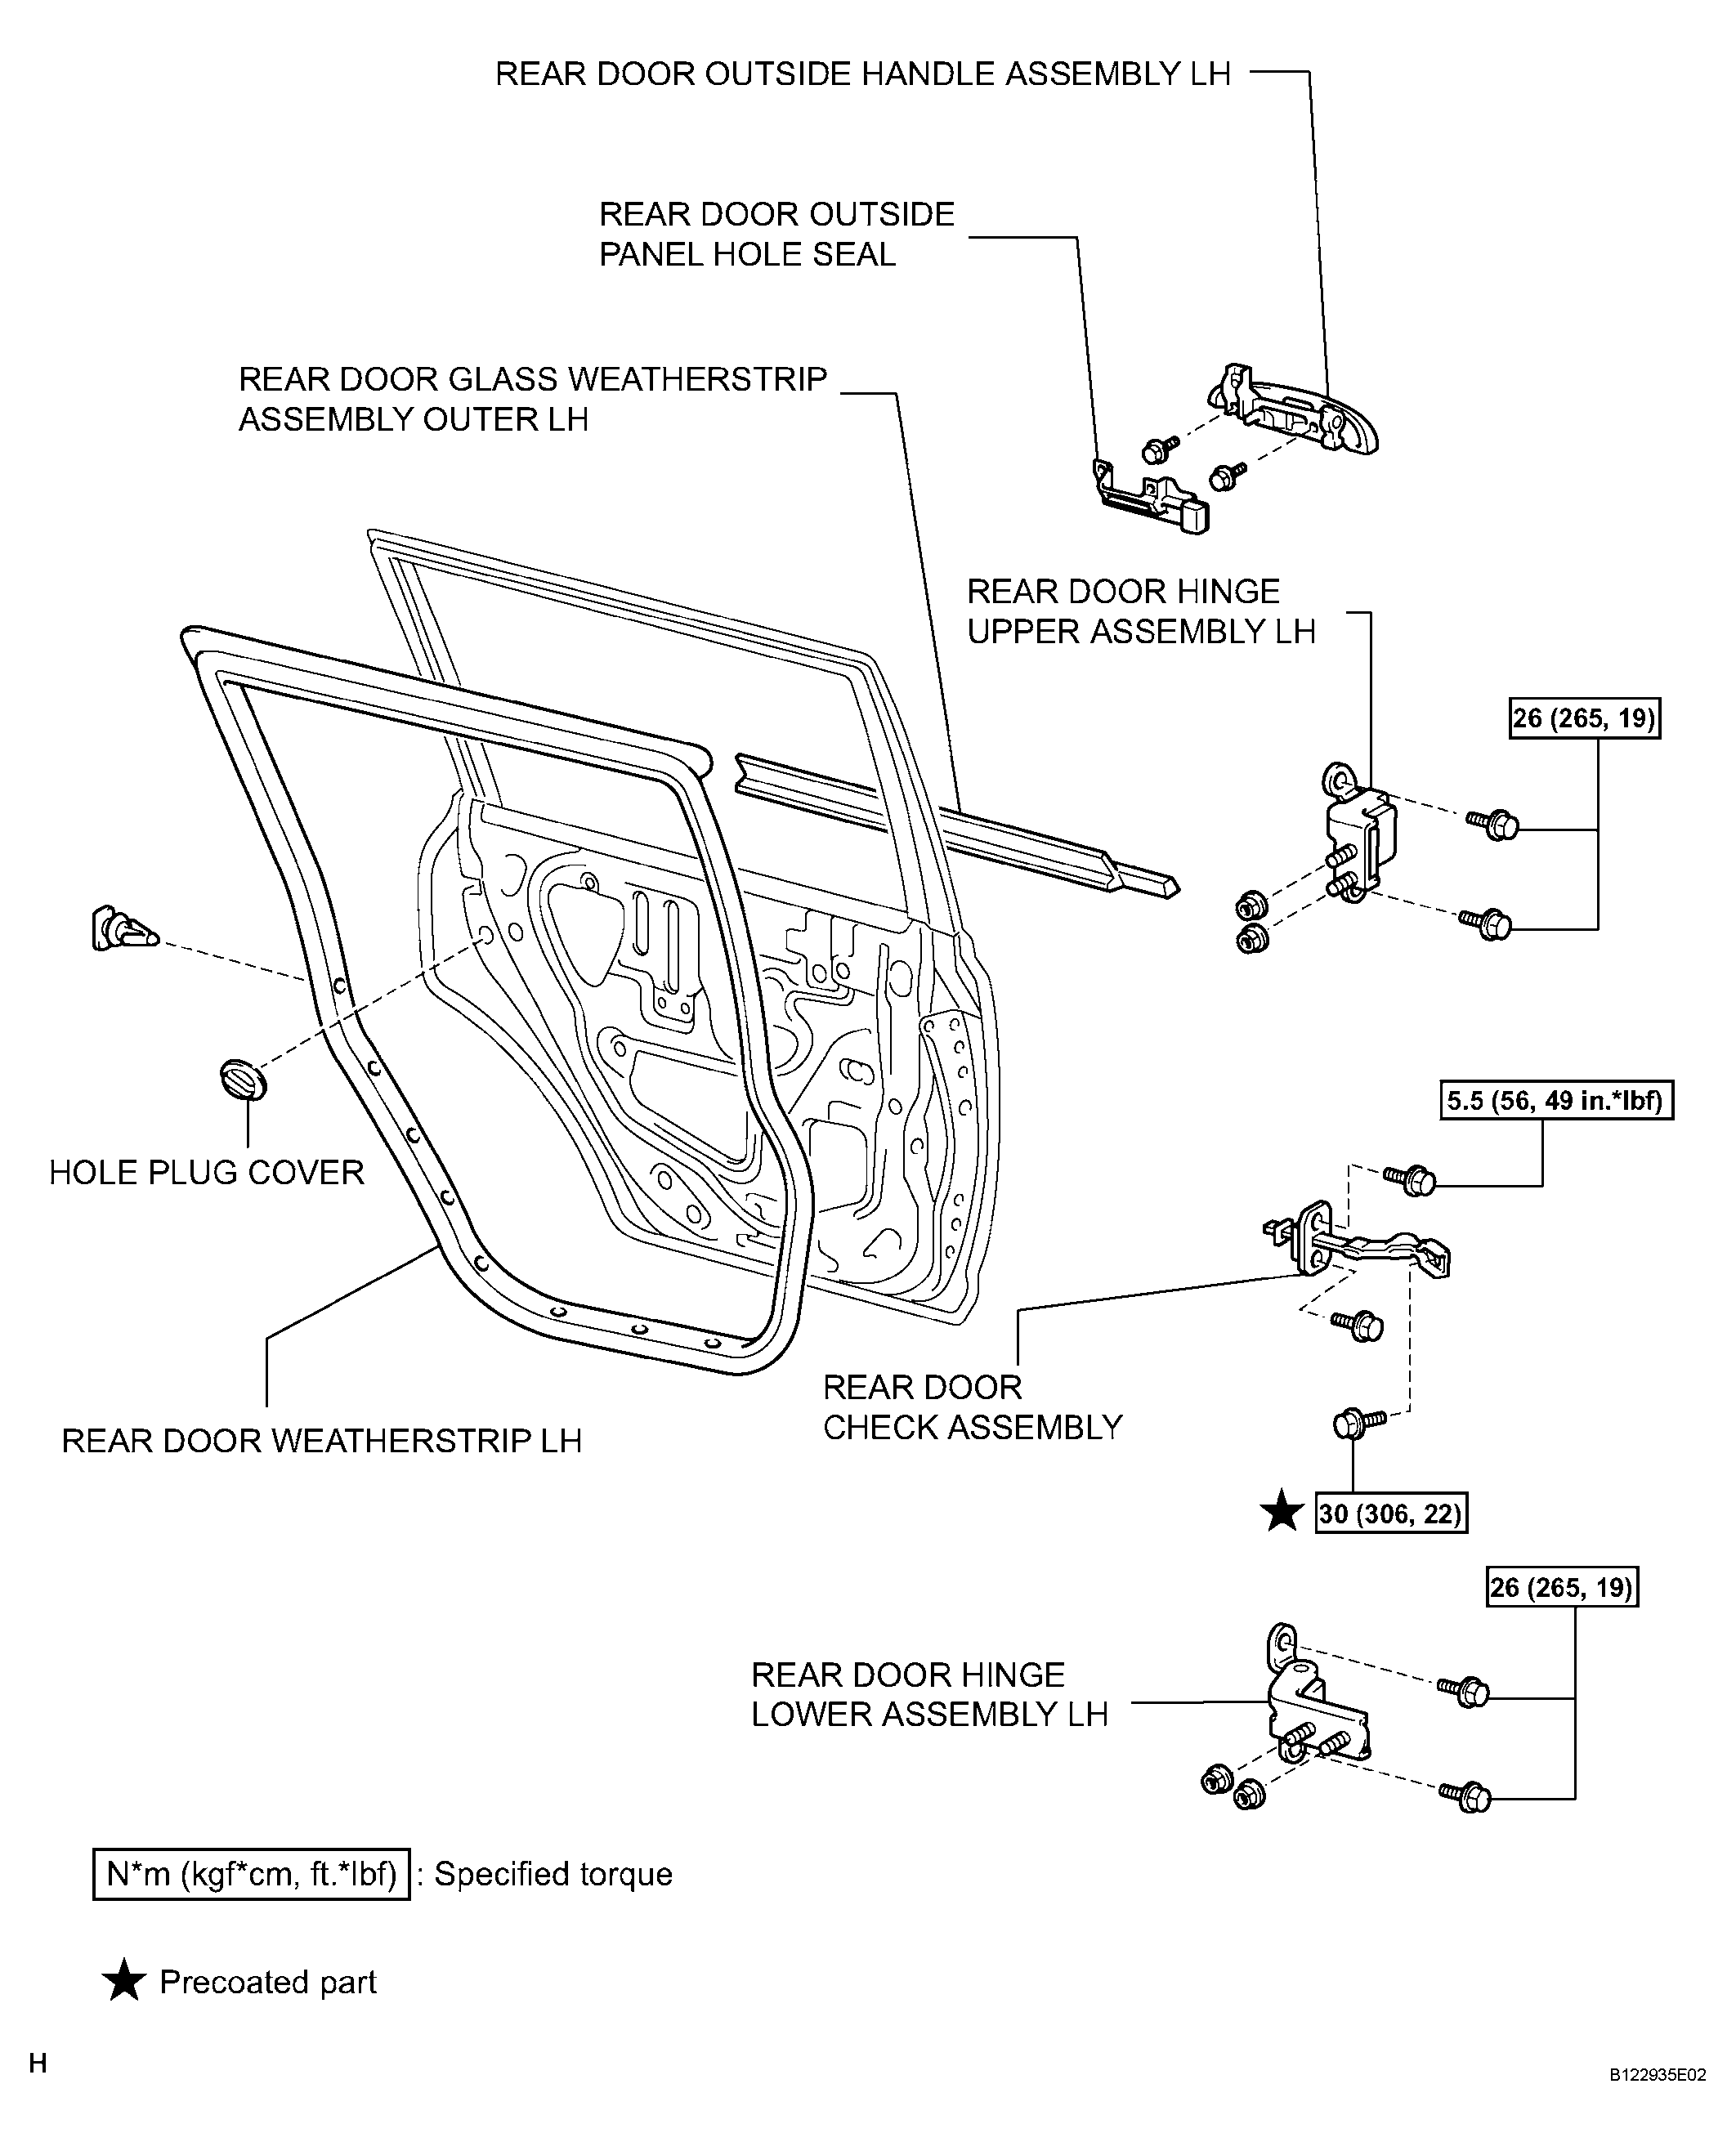 REAR DOOR OUTSIDE HANDLE ASSEMBLY LH
REAR DOOR OUTSIDE
PANEL HOLE SEAL
REAR DOOR GLASS WEATHERSTRIP
ASSEMBLY OUTER LH
REAR DOOR HINGE
UPPER ASSEMBLY LH
26 (265, 19)
5.5 (56, 49 in.*lbf)
HOLE PLUG COVER
REAR DOOR
CHECK ASSEMBLY
REAR DOOR WEATHERSTRIP LH
★ 30 (306, 22)
26 (265, 19)
REAR DOOR HINGE
LOWER ASSEMBLY LH
N*m (kgf*cm, ft.*lbf) : Specified torque
★ Precoated part
H
B122935E02